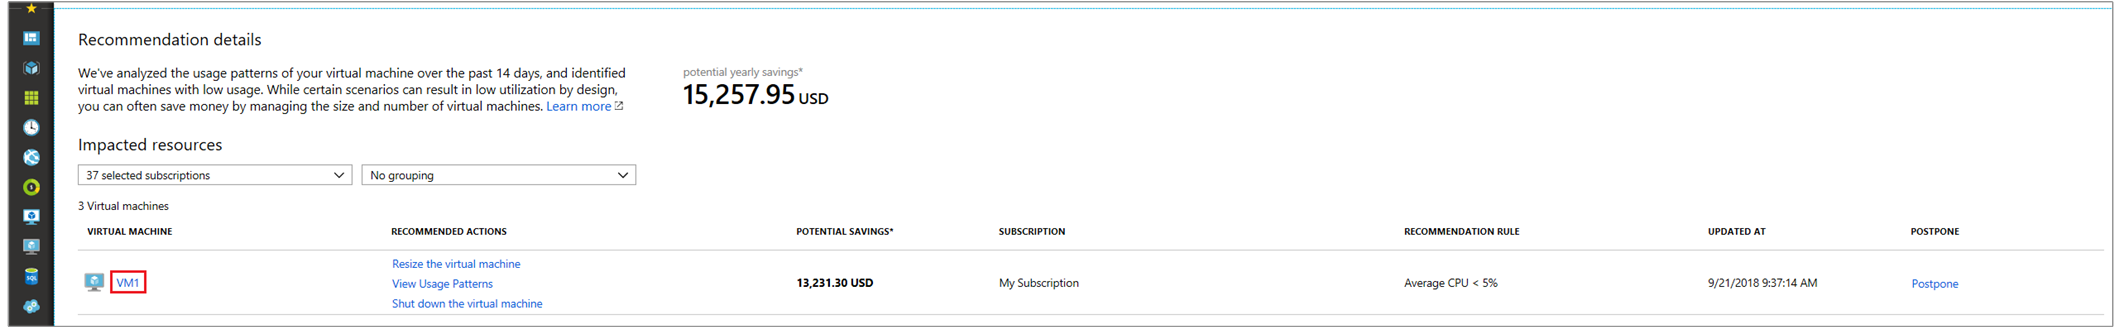 Recommendation details
We've analyzed the usage patterns of your virtual machine over the past 14 days, and identified
virtual machines with low usage. While certain scenarios can result in low utilization by design,
you can often save money by managing the size and number of virtual machines. Learn more
potential yearly savings*
15,257.95 USD
Impacted resources
37 selected subscriptions
No grouping
3 Virtual machines
VIRTUAL MACHINE RECOMMENDED ACTIONS POTENTIAL SAVINGS* SUBSCRIPTION RECOMMENDATION RULE UPDATED AT POSTPONE
Resize the virtual machine
VM1 View Usage Patterns 13,231.30 USD My Subscription Average CPU < 5% 9/21/2018 9:37:14 AM Postpone
Shut down the virtual machine
SQL